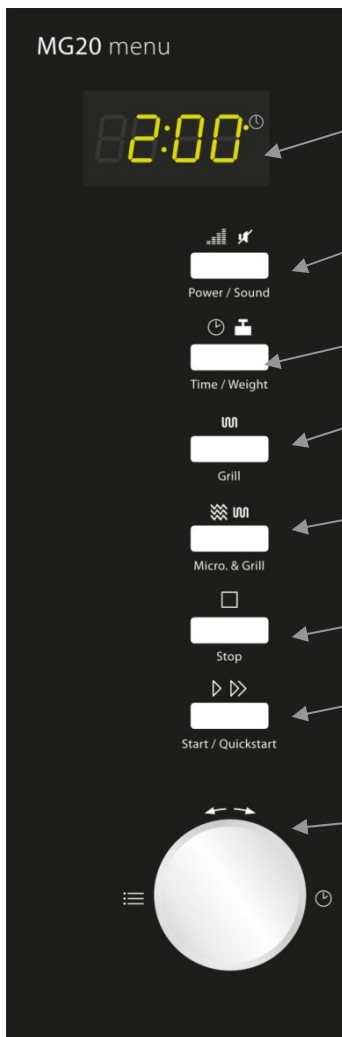 MG20 menu
2:00
Power / Sound
Time / Weight
Grill
Micro. & Grill
Stop
Start / Quickstart